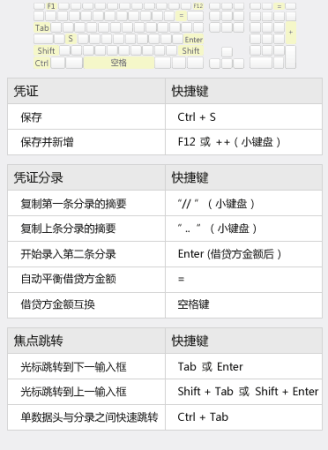 F1 F12 =
=
Tab +
S Enter
Shift Shift
Ctrl 空格
凭证 快捷键
保存 Ctrl + S
保存并新增 F12 或 ++（小键盘）
凭证分录 快捷键
复制第一条分录的摘要 “// ”（小键盘）
复制上条分录的摘要 ” .. ”（小键盘）
开始录入第二条分录 Enter (借贷方金额后 )
自动平衡借贷方金额 =
借贷方金额互换 空格键
焦点跳转 快捷键
光标跳转到下一输入框 Tab 或 Enter
光标跳转到上一输入框 Shift + Tab 或 Shift + Enter
单数据头与分录之间快速跳转 Ctrl + Tab